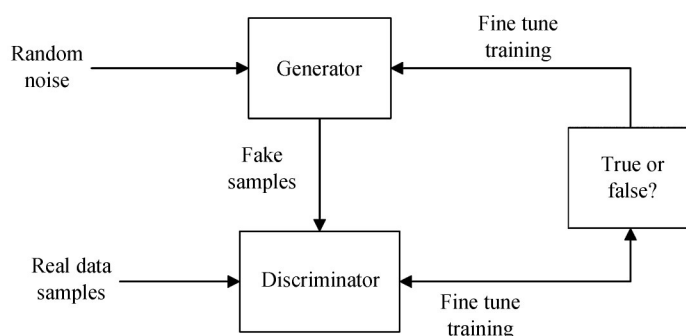 Fine tune
training
Random
noise
Generator
Fake
samples
True or
false?
Real data
samples
Discriminator
Fine tune
training